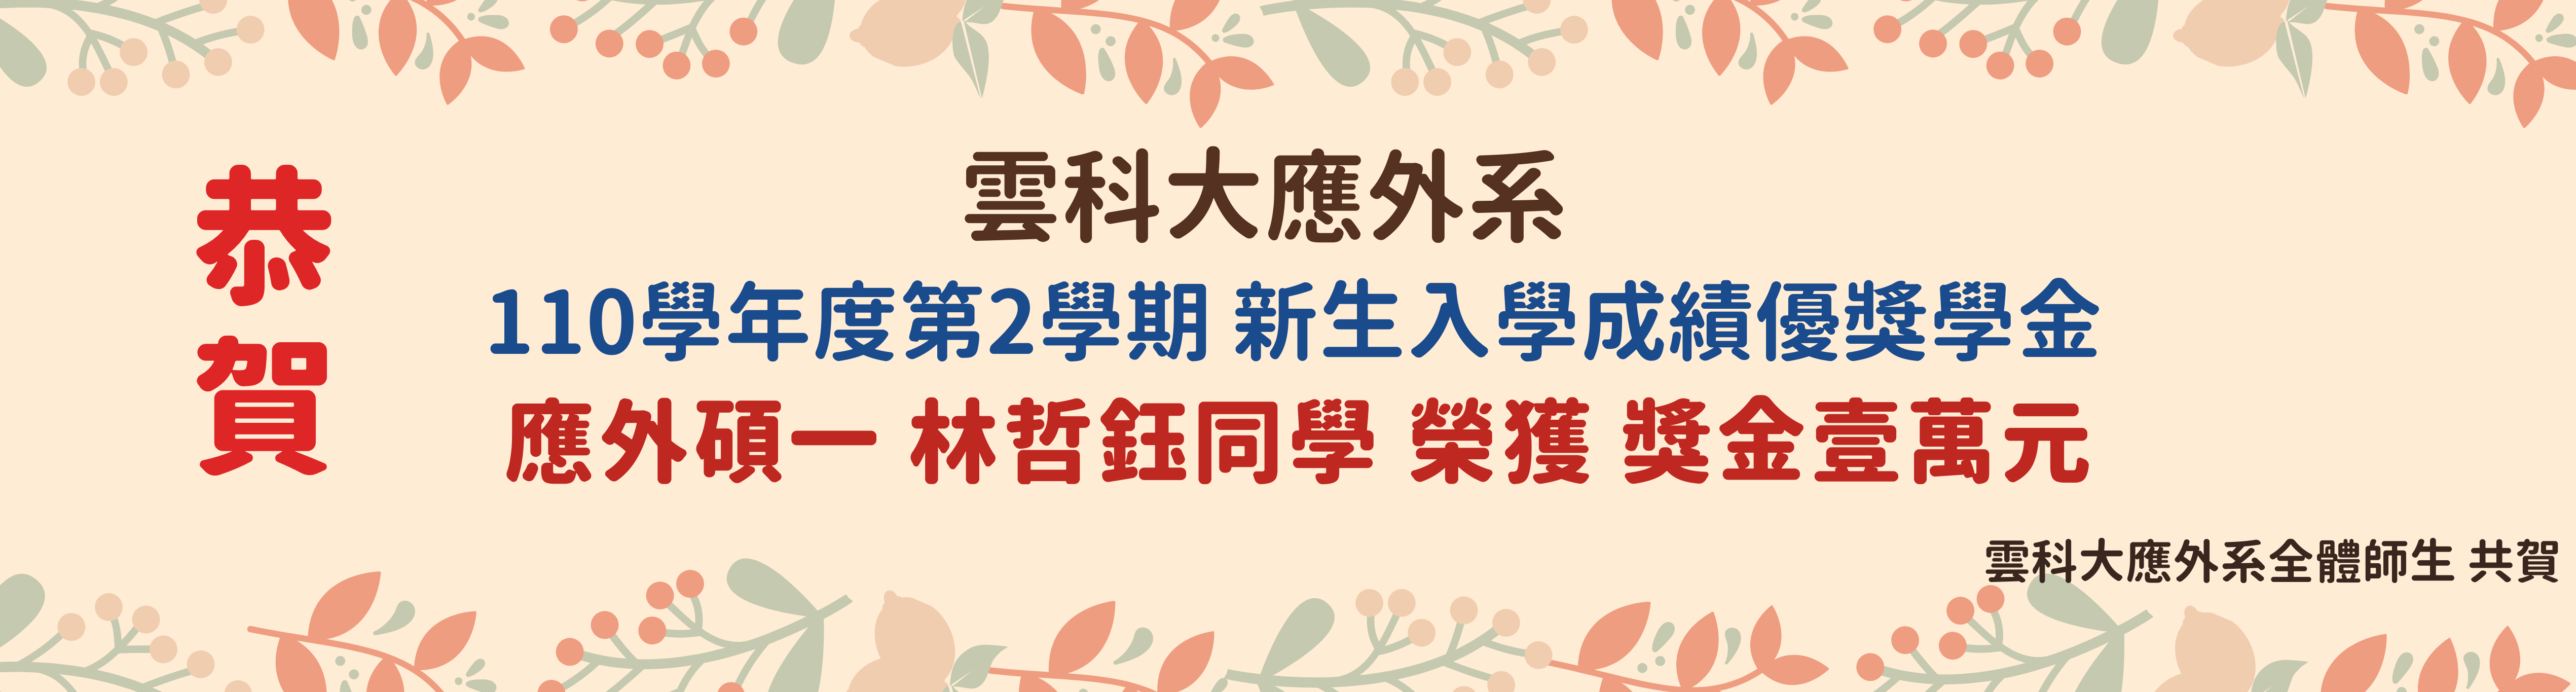 恭賀
雲科大應外系
110學年度第2學期 新生入學成績優獎學金
應外碩一 林哲鈺同學 榮獲 獎金壹萬元
雲科大應外系全體師生 共賀